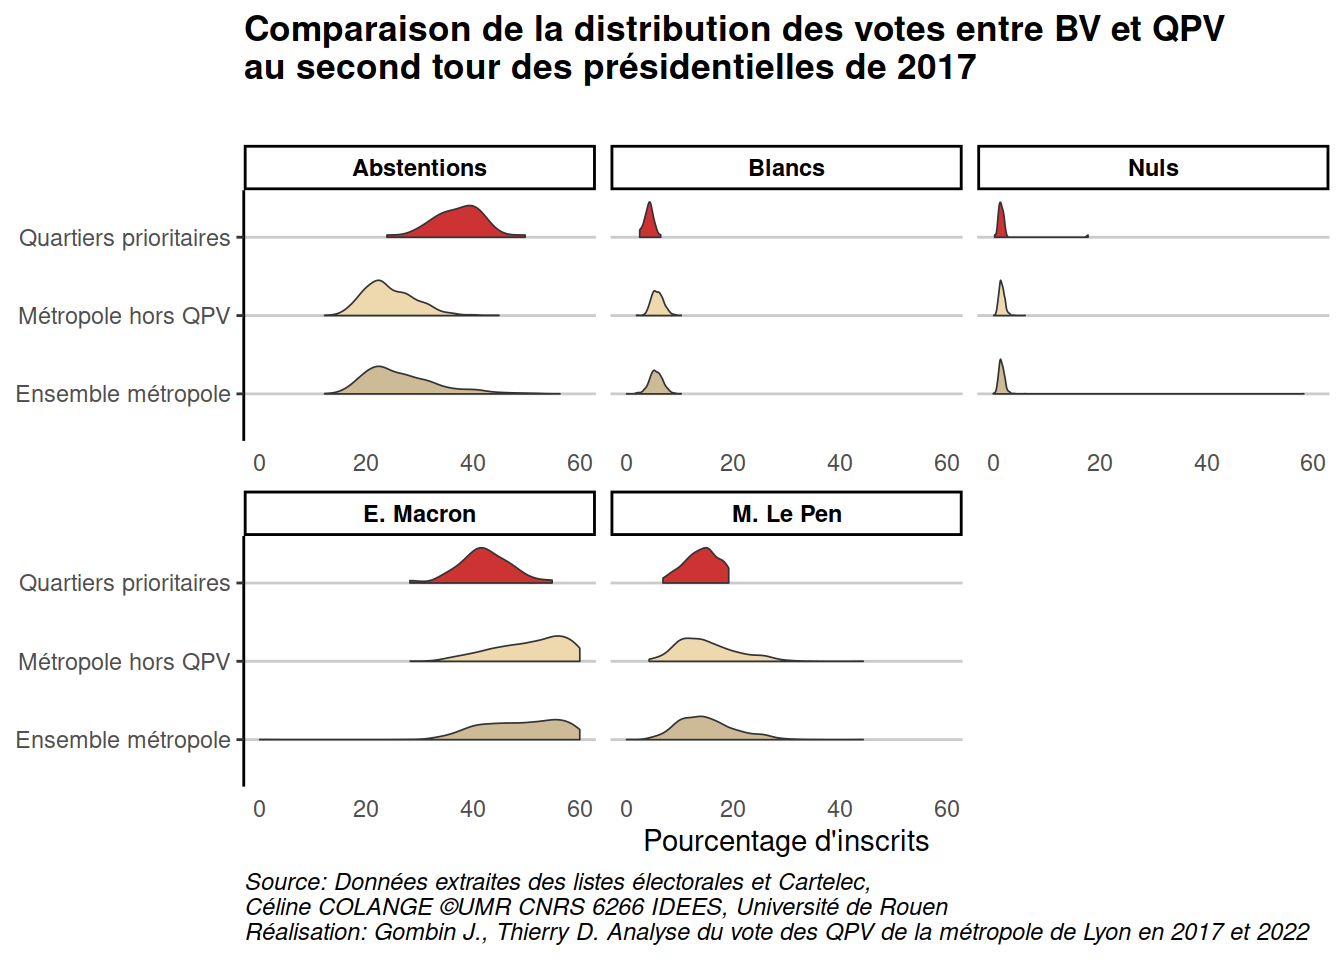 Comparaison de la distribution des votes entre BV et QPV
au second tour des présidentielles de 2017
Abstentions
Blancs
Nuls
Quartiers prioritaires
Métropole hors QPV
Ensemble métropole
0 20 40 60
0 20 40 60
0 20 40 60
E. Macron
M. Le Pen
Quartiers prioritaires
Métropole hors QPV
Ensemble métropole
0 20 40 60
0 20 40 60
Pourcentage d'inscrits
Source: Données extraites des listes électorales et Cartelec,
Céline COLANGE ©UMR CNRS 6266 IDEES, Université de Rouen
Réalisation: Gombin J., Thierry D. Analyse du vote des QPV de la métropole de Lyon en 2017 et 2022